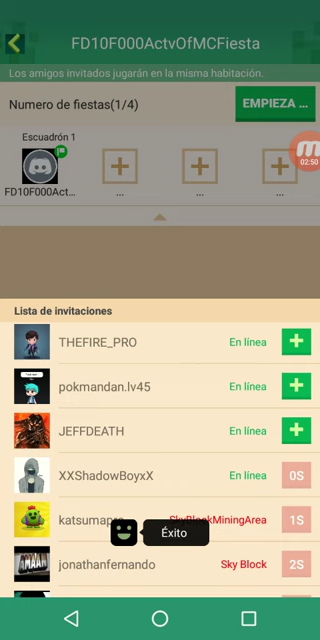 FD10F000ActvOfMCFiesta
Los amigos invitados jugarán en la misma habitación.
Numero de fiestas(1/4)
EMPIEZA ...
Escuadrón 1
02:50
FD10F000Act...
...
...
...
Lista de invitaciones
THEFIRE_PRO
En línea
pokmandan.lv45
En línea
JEFFDEATH
En línea
XXShadowBoyxX
En línea
0S
SkyBlockMiningArea
1S
Éxito
jonathanfernando
Sky Block
2S